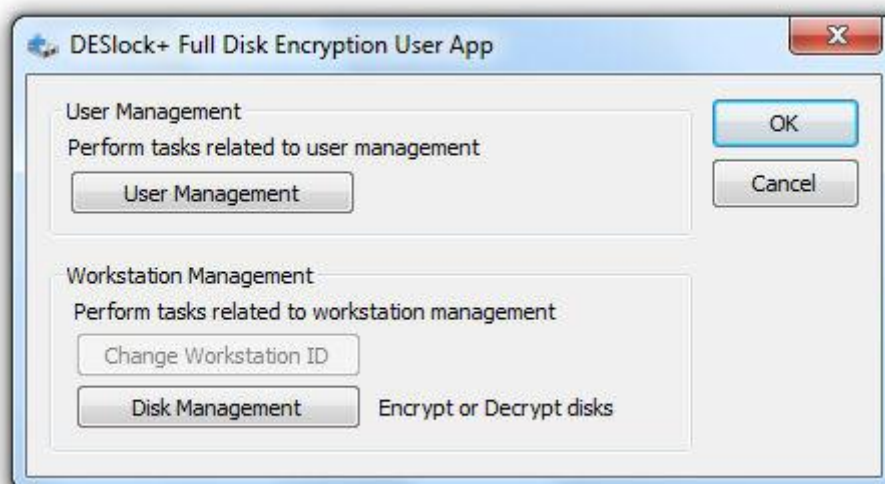 DESlock+ Full Disk Encryption User App
User Management
Perform tasks related to user management
User Management
OK
Cancel
Workstation Management
Perform tasks related to workstation management
Change Workstation ID
Disk Management Encrypt or Decrypt disks